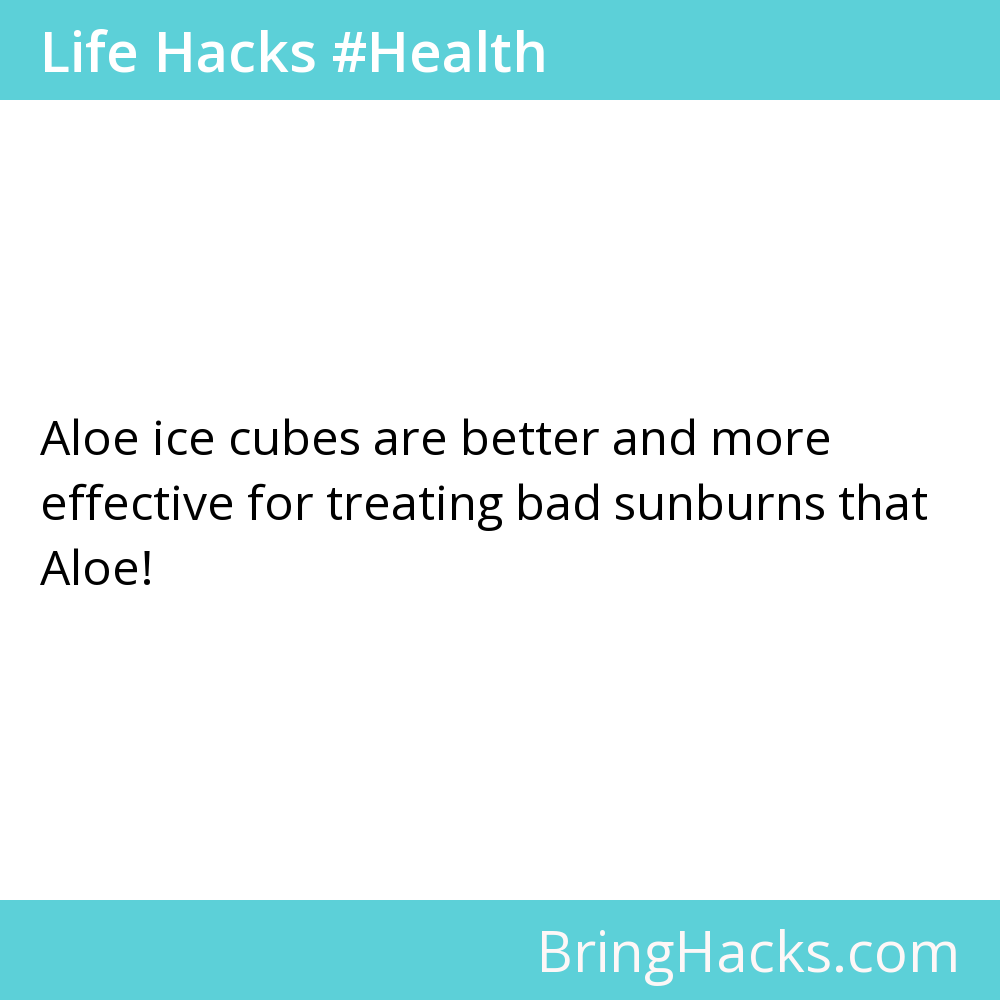 Life Hacks #Health
Aloe ice cubes are better and more
effective for treating bad sunburns that
Aloe!
BringHacks.com